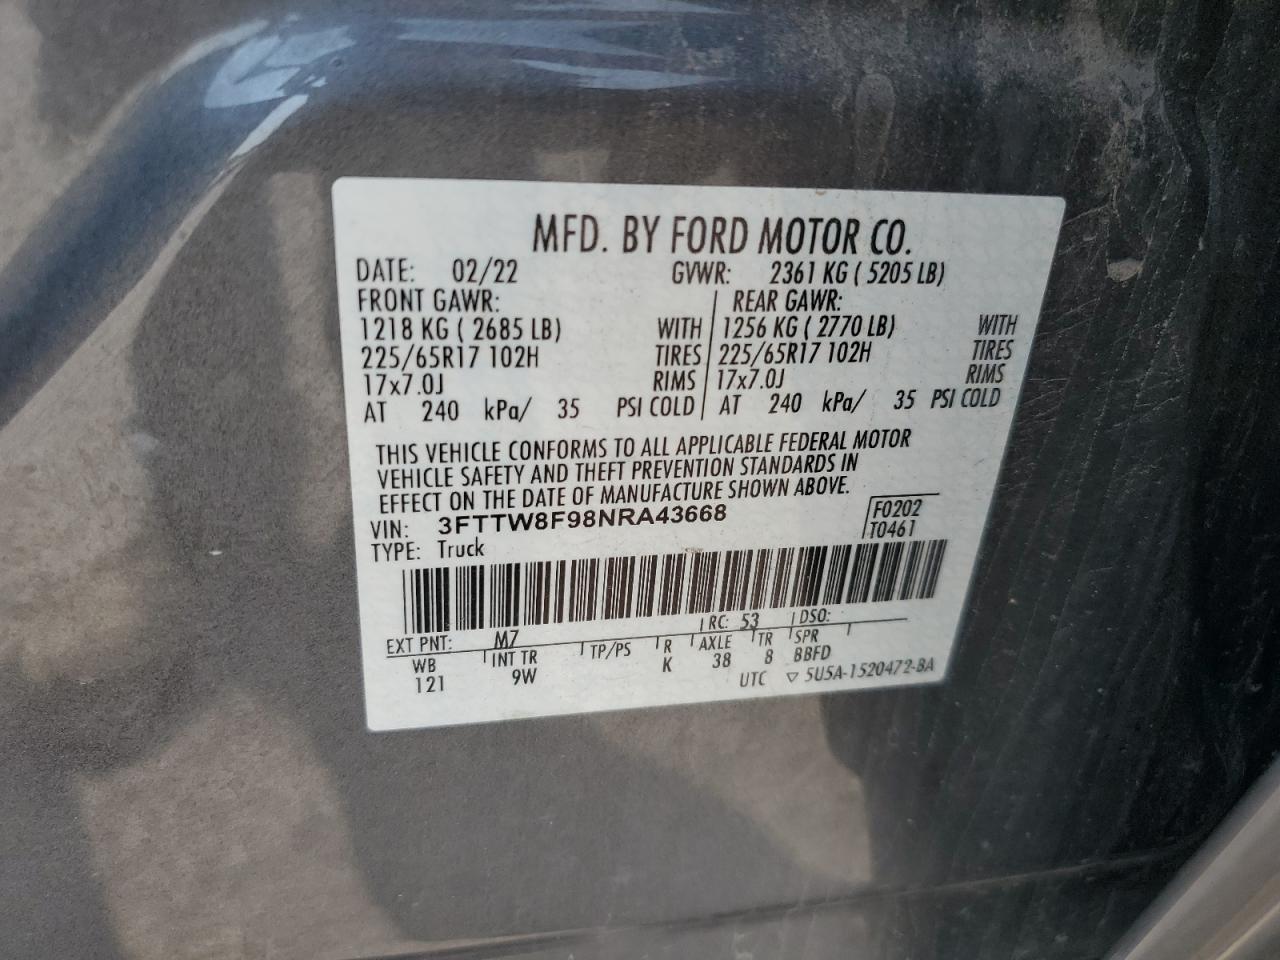 MFD. BY FORD MOTOR CO.
DATE: 02/22 GVWR: 2361 KG ( 5205 LB)
FRONT GAWR: REAR GAWR:
1218 KG ( 2685 LB) WITH 1256 KG ( 2770 LB) WITH
225/65R17 102H TIRES 225/65R17 102H TIRES
17x7.0J RIMS 17x7.0J RIMS
AT 240 kPa/ 35 PSI COLD AT 240 kPa/ 35 PSI COLD
THIS VEHICLE CONFORMS TO ALL APPLICABLE FEDERAL MOTOR
VEHICLE SAFETY AND THEFT PREVENTION STANDARDS IN
EFFECT ON THE DATE OF MANUFACTURE SHOWN ABOVE.
VIN: 3FTTW8F98NRA43668 F0202
TYPE: Truck T0461
EXT PNT: M7 RC: 53 DSO:
WB INT TR TP/PS R AXLE TR SPR
121 9W K 38 8 BBFD
UTC ▽ 5U5A-1520472-BA